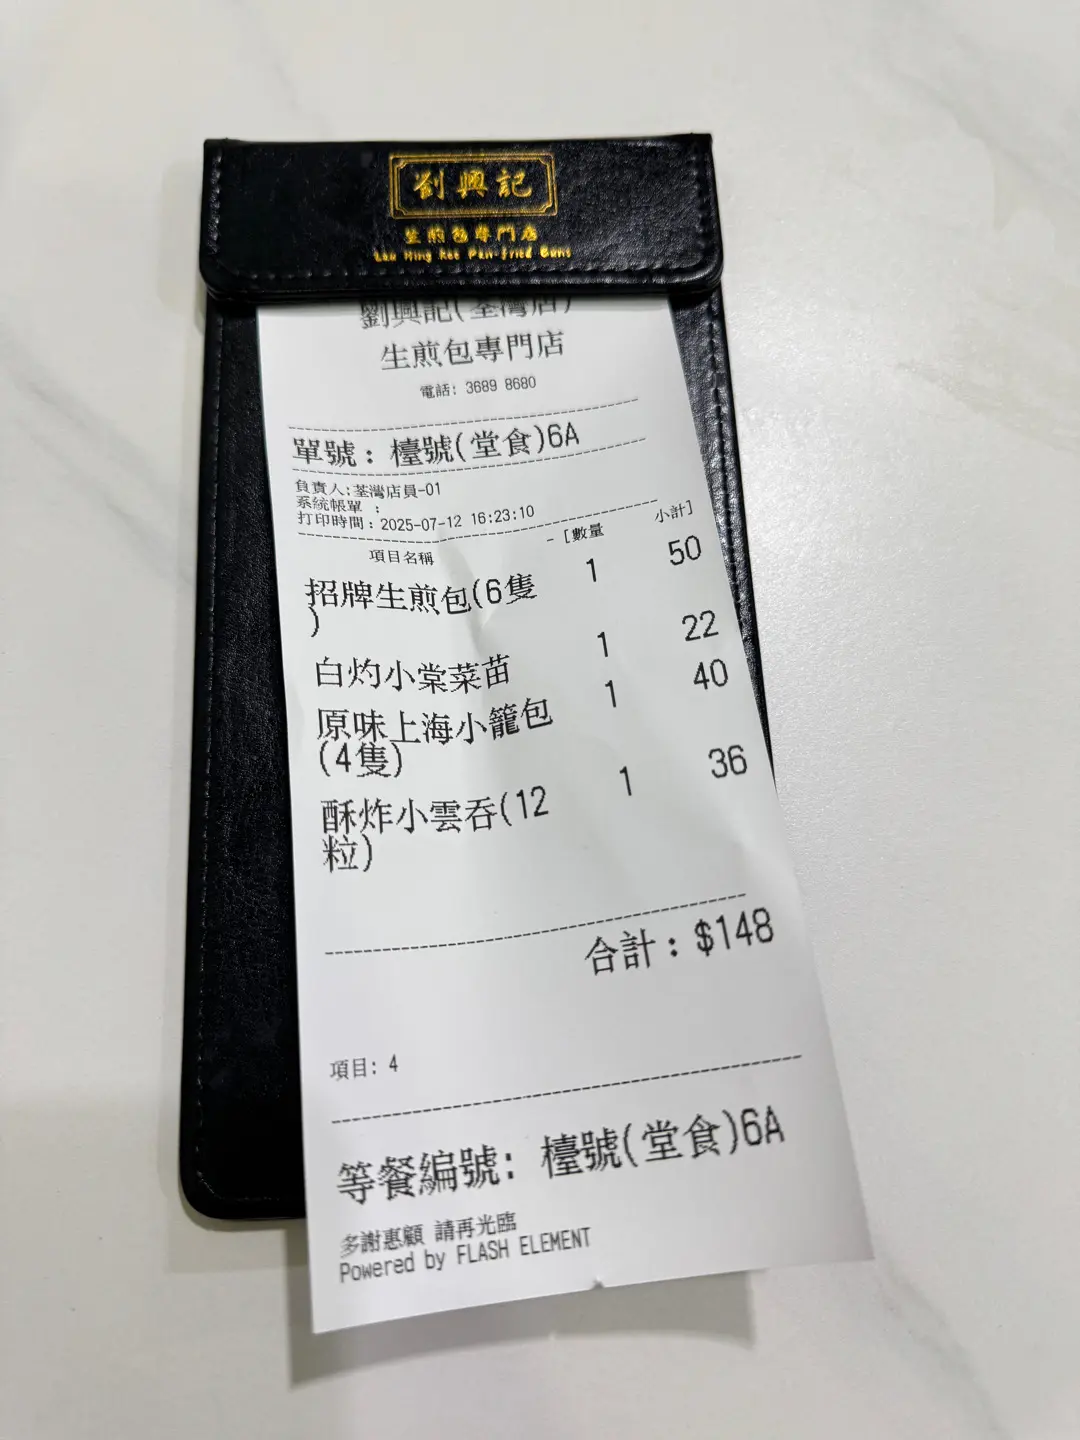 劉興記
生煎包專門店
Lau Hing Kee Pan-fried Buns
劉興記(荃灣店)
生煎包專門店
電話: 3689 8680
單號: 檯號(堂食)6A
負責人:荃灣店員-01
系統帳單 :
打印時間:2025-07-12 16:23:10
項目名稱 -[數量 小計]
招牌生煎包(6隻 1 50
)
白灼小棠菜苗 1 22
原味上海小籠包 1 40
(4隻)
酥炸小雲吞(12 1 36
粒)
合計:$148
項目: 4
等餐編號: 檯號(堂食)6A
多謝惠顧 請再光臨
Powered by FLASH ELEMENT